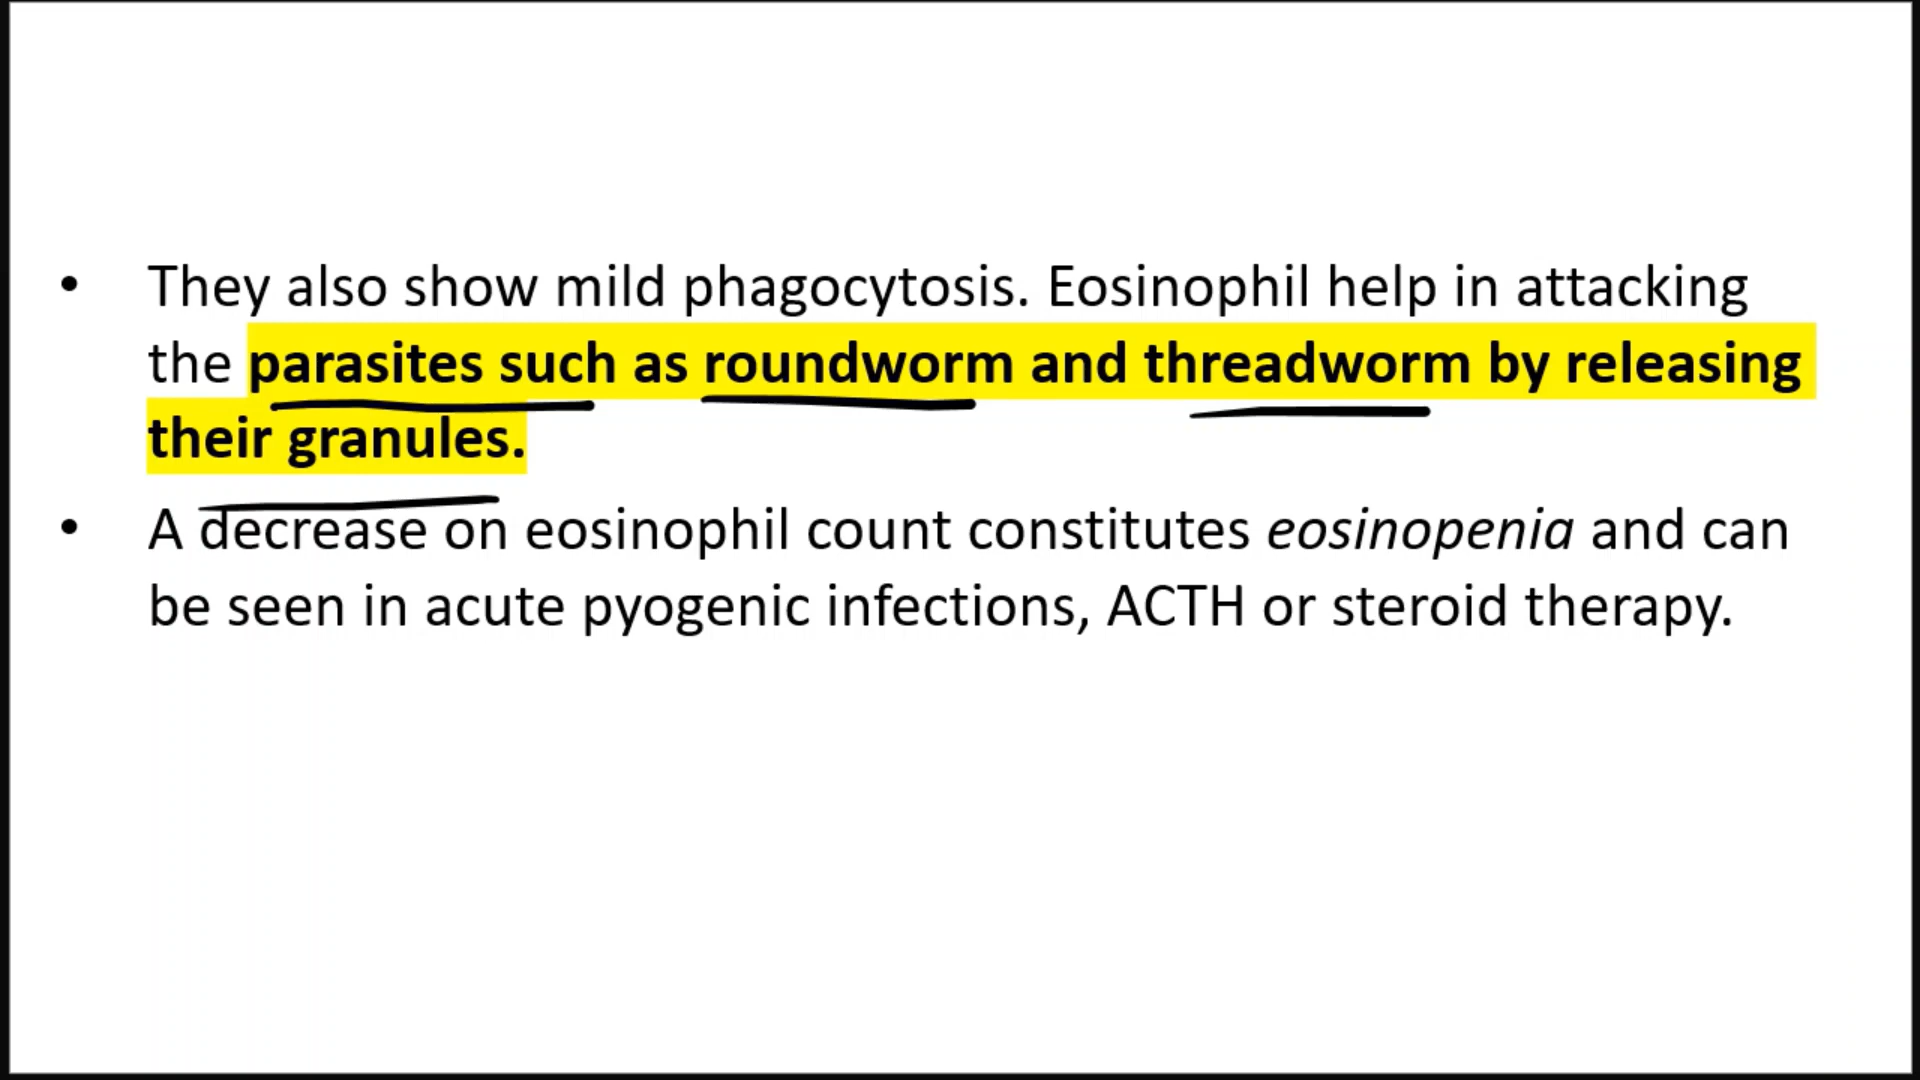 • They also show mild phagocytosis. Eosinophil help in attacking
the parasites such as roundworm and threadworm by releasing
their granules.
• A decrease on eosinophil count constitutes eosinopenia and can
be seen in acute pyogenic infections, ACTH or steroid therapy.